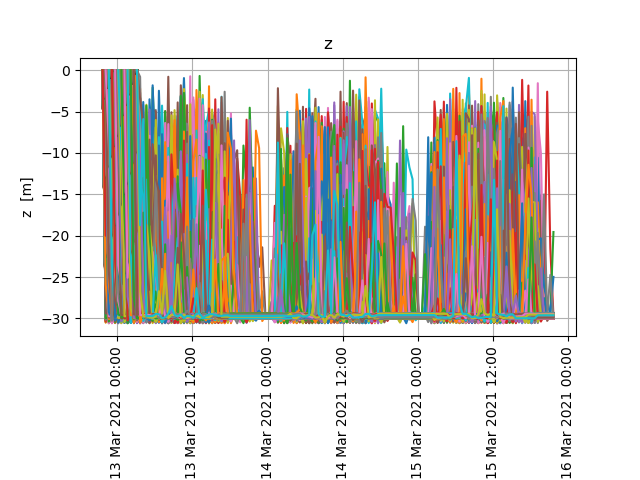 z
0
−5
−10
−15
−20
−25
−30
z [m]
13 Mar 2021 00:00
13 Mar 2021 12:00
14 Mar 2021 00:00
14 Mar 2021 12:00
15 Mar 2021 00:00
15 Mar 2021 12:00
16 Mar 2021 00:00